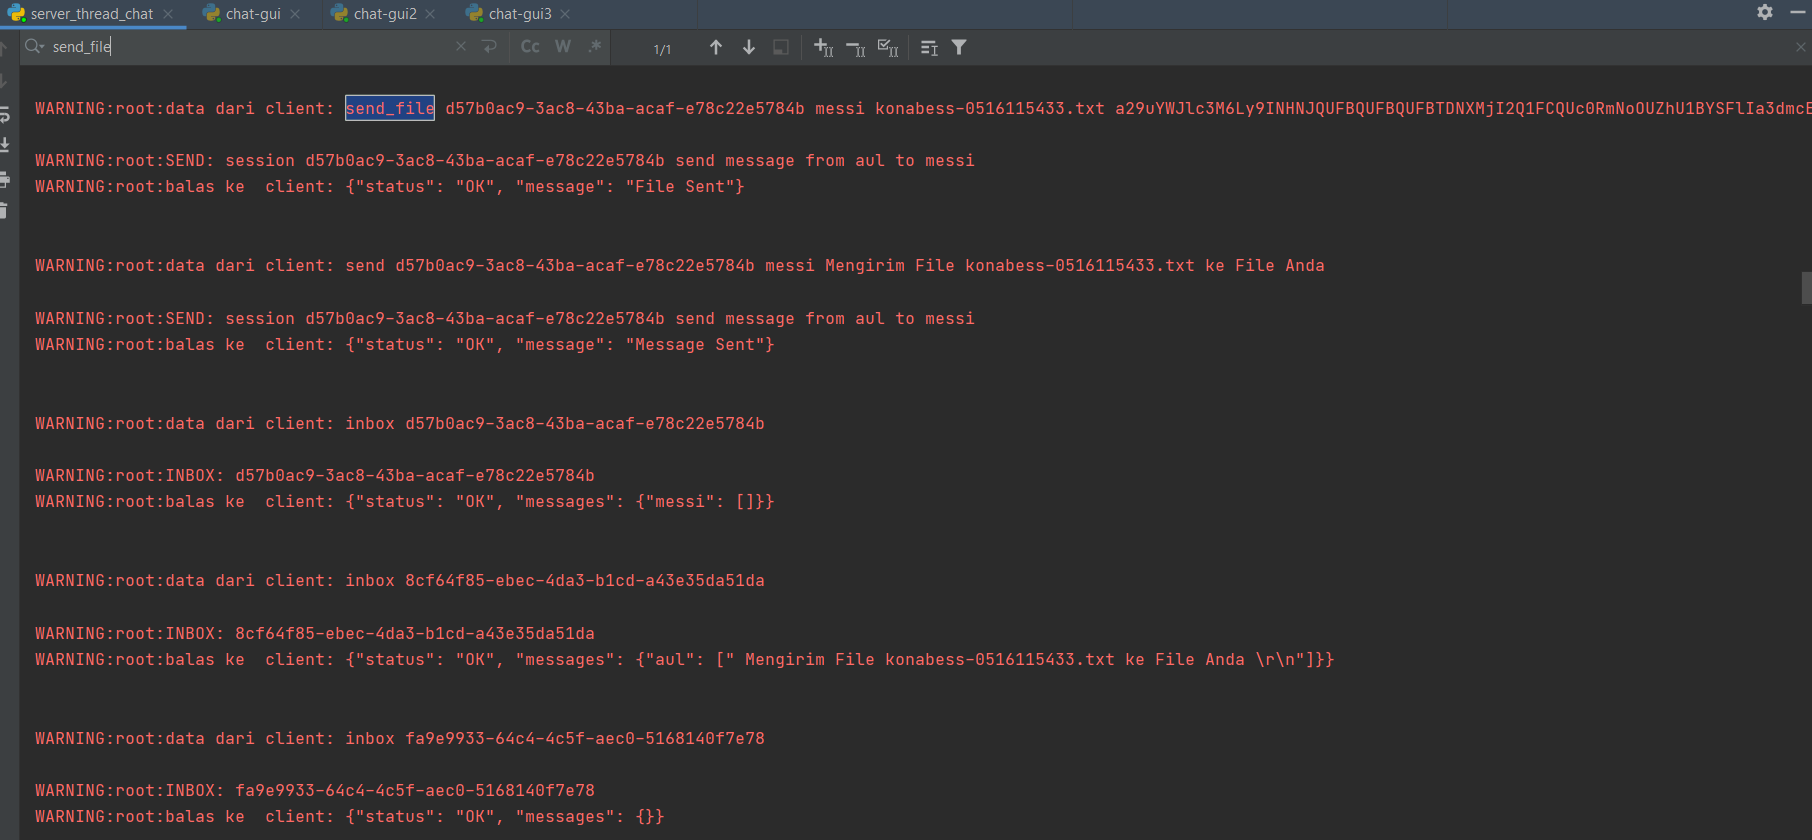 server_thread_chat chat-gui chat-gui2 chat-gui3
send_file Cc W .* 1/1
WARNING:root:data dari client: send_file d57b0ac9-3ac8-43ba-acaf-e78c22e5784b messi konabess-0516115433.txt a29uYWJlc3M6Ly9INHNJQUFBQUFBQUFBTDNXMjI2Q1FCQUc0RmNoOUZhU1BYSFlIa3dmcE
WARNING:root:SEND: session d57b0ac9-3ac8-43ba-acaf-e78c22e5784b send message from aul to messi
WARNING:root:balas ke  client: {"status": "OK", "message": "File Sent"}
WARNING:root:data dari client: send d57b0ac9-3ac8-43ba-acaf-e78c22e5784b messi Mengirim File konabess-0516115433.txt ke File Anda
WARNING:root:SEND: session d57b0ac9-3ac8-43ba-acaf-e78c22e5784b send message from aul to messi
WARNING:root:balas ke  client: {"status": "OK", "message": "Message Sent"}
WARNING:root:data dari client: inbox d57b0ac9-3ac8-43ba-acaf-e78c22e5784b
WARNING:root:INBOX: d57b0ac9-3ac8-43ba-acaf-e78c22e5784b
WARNING:root:balas ke  client: {"status": "OK", "messages": {"messi": []}}
WARNING:root:data dari client: inbox 8cf64f85-ebec-4da3-b1cd-a43e35da51da
WARNING:root:INBOX: 8cf64f85-ebec-4da3-b1cd-a43e35da51da
WARNING:root:balas ke  client: {"status": "OK", "messages": {"aul": [" Mengirim File konabess-0516115433.txt ke File Anda \r\n"]}}
WARNING:root:data dari client: inbox fa9e9933-64c4-4c5f-aec0-5168140f7e78
WARNING:root:INBOX: fa9e9933-64c4-4c5f-aec0-5168140f7e78
WARNING:root:balas ke  client: {"status": "OK", "messages": {}}